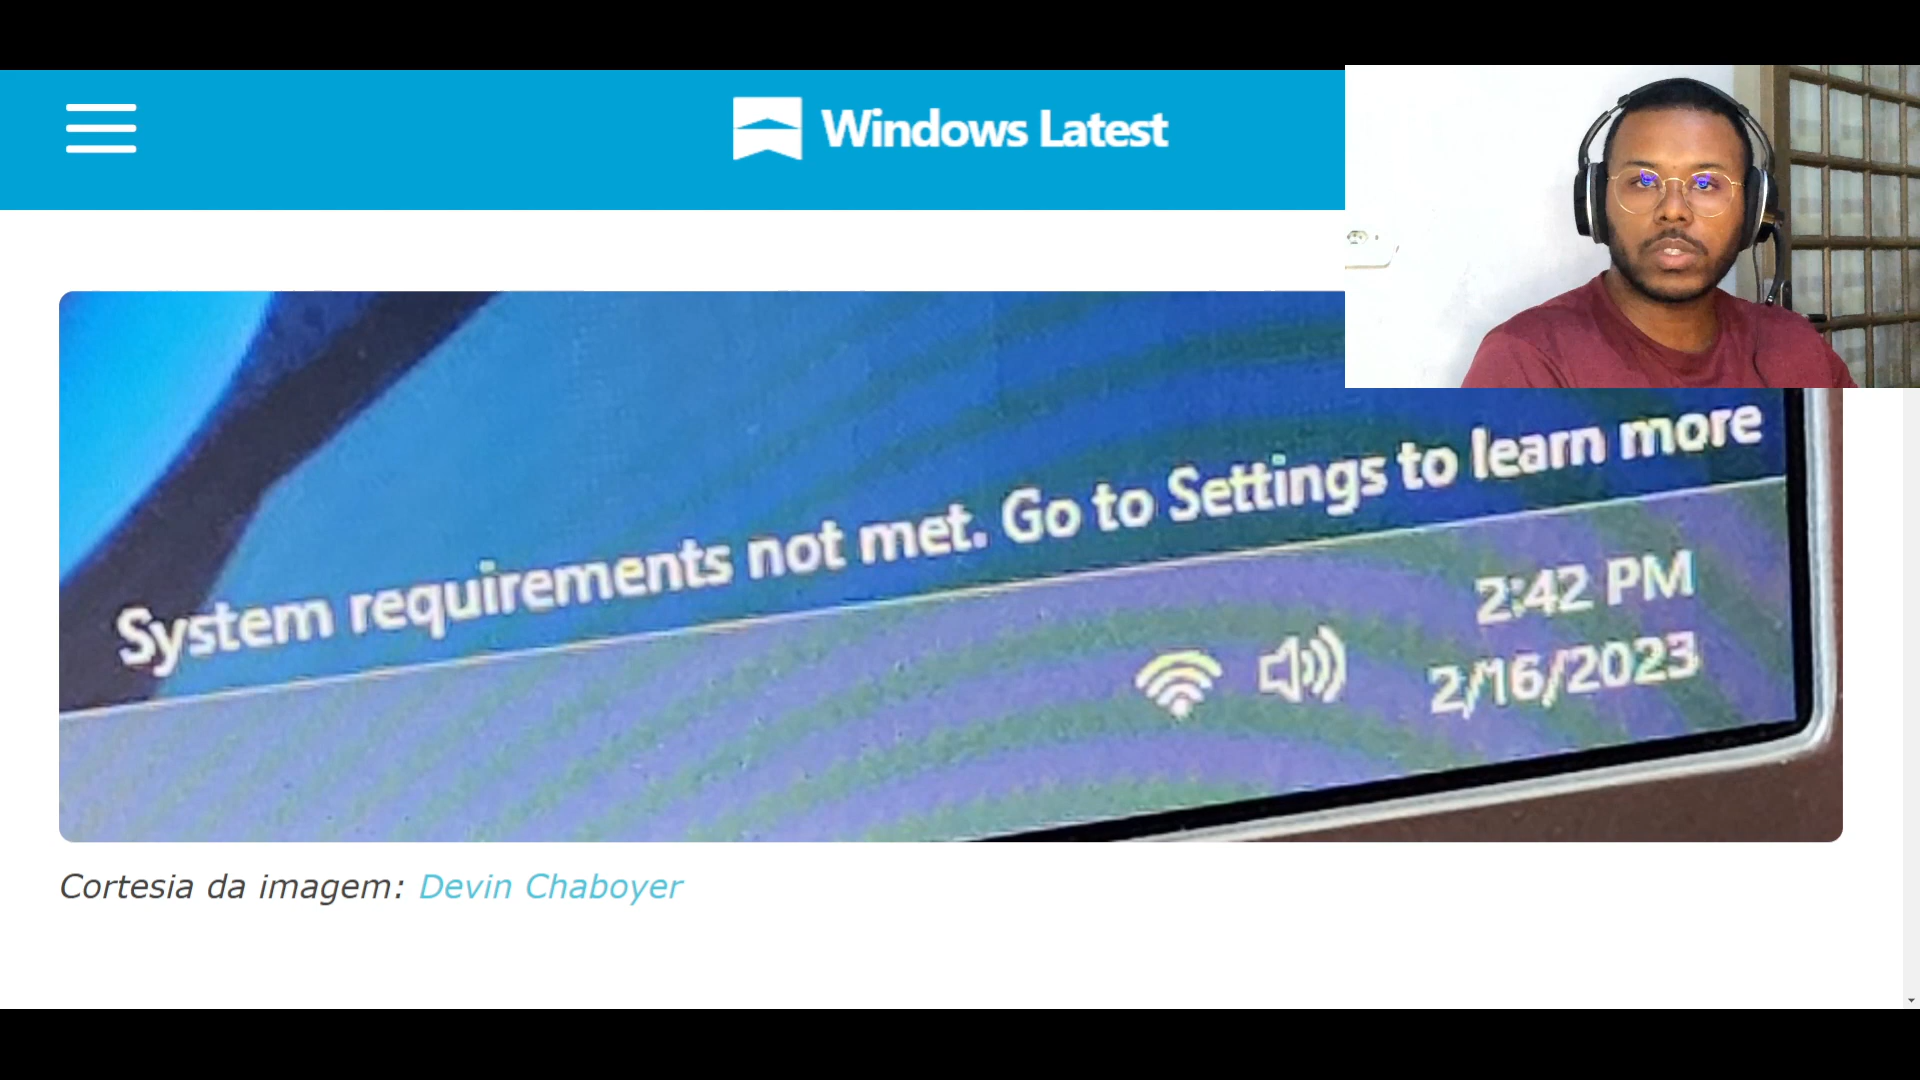 Windows Latest
System requirements not met. Go to Settings to learn more
2:42 PM
2/16/2023
Cortesia da imagem: Devin Chaboyer